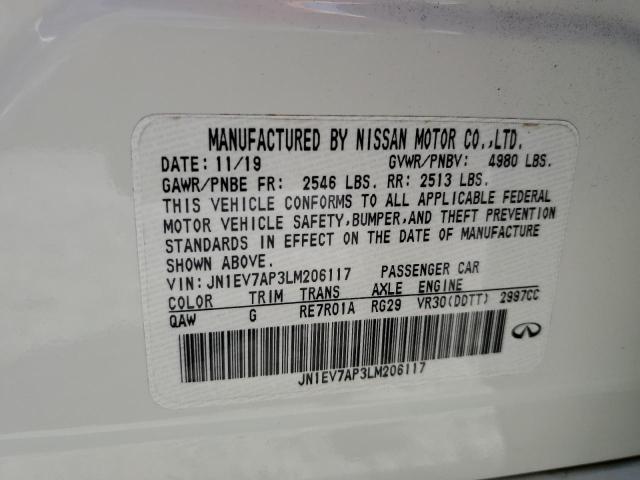 MANUFACTURED BY NISSAN MOTOR CO.,LTD.
DATE: 11/19 GVWR/PNBV: 4980 LBS.
GAWR/PNBE FR: 2546 LBS. RR: 2513 LBS.
THIS VEHICLE CONFORMS TO ALL APPLICABLE FEDERAL
MOTOR VEHICLE SAFETY,BUMPER,AND THEFT PREVENTION
STANDARDS IN EFFECT ON THE DATE OF MANUFACTURE
SHOWN ABOVE.
VIN: JN1EV7AP3LM206117 PASSENGER CAR
COLOR TRIM TRANS AXLE ENGINE
QAW G RE7R01A RG29 VR30(DDTT) 2997CC
JN1EV7AP3LM206117